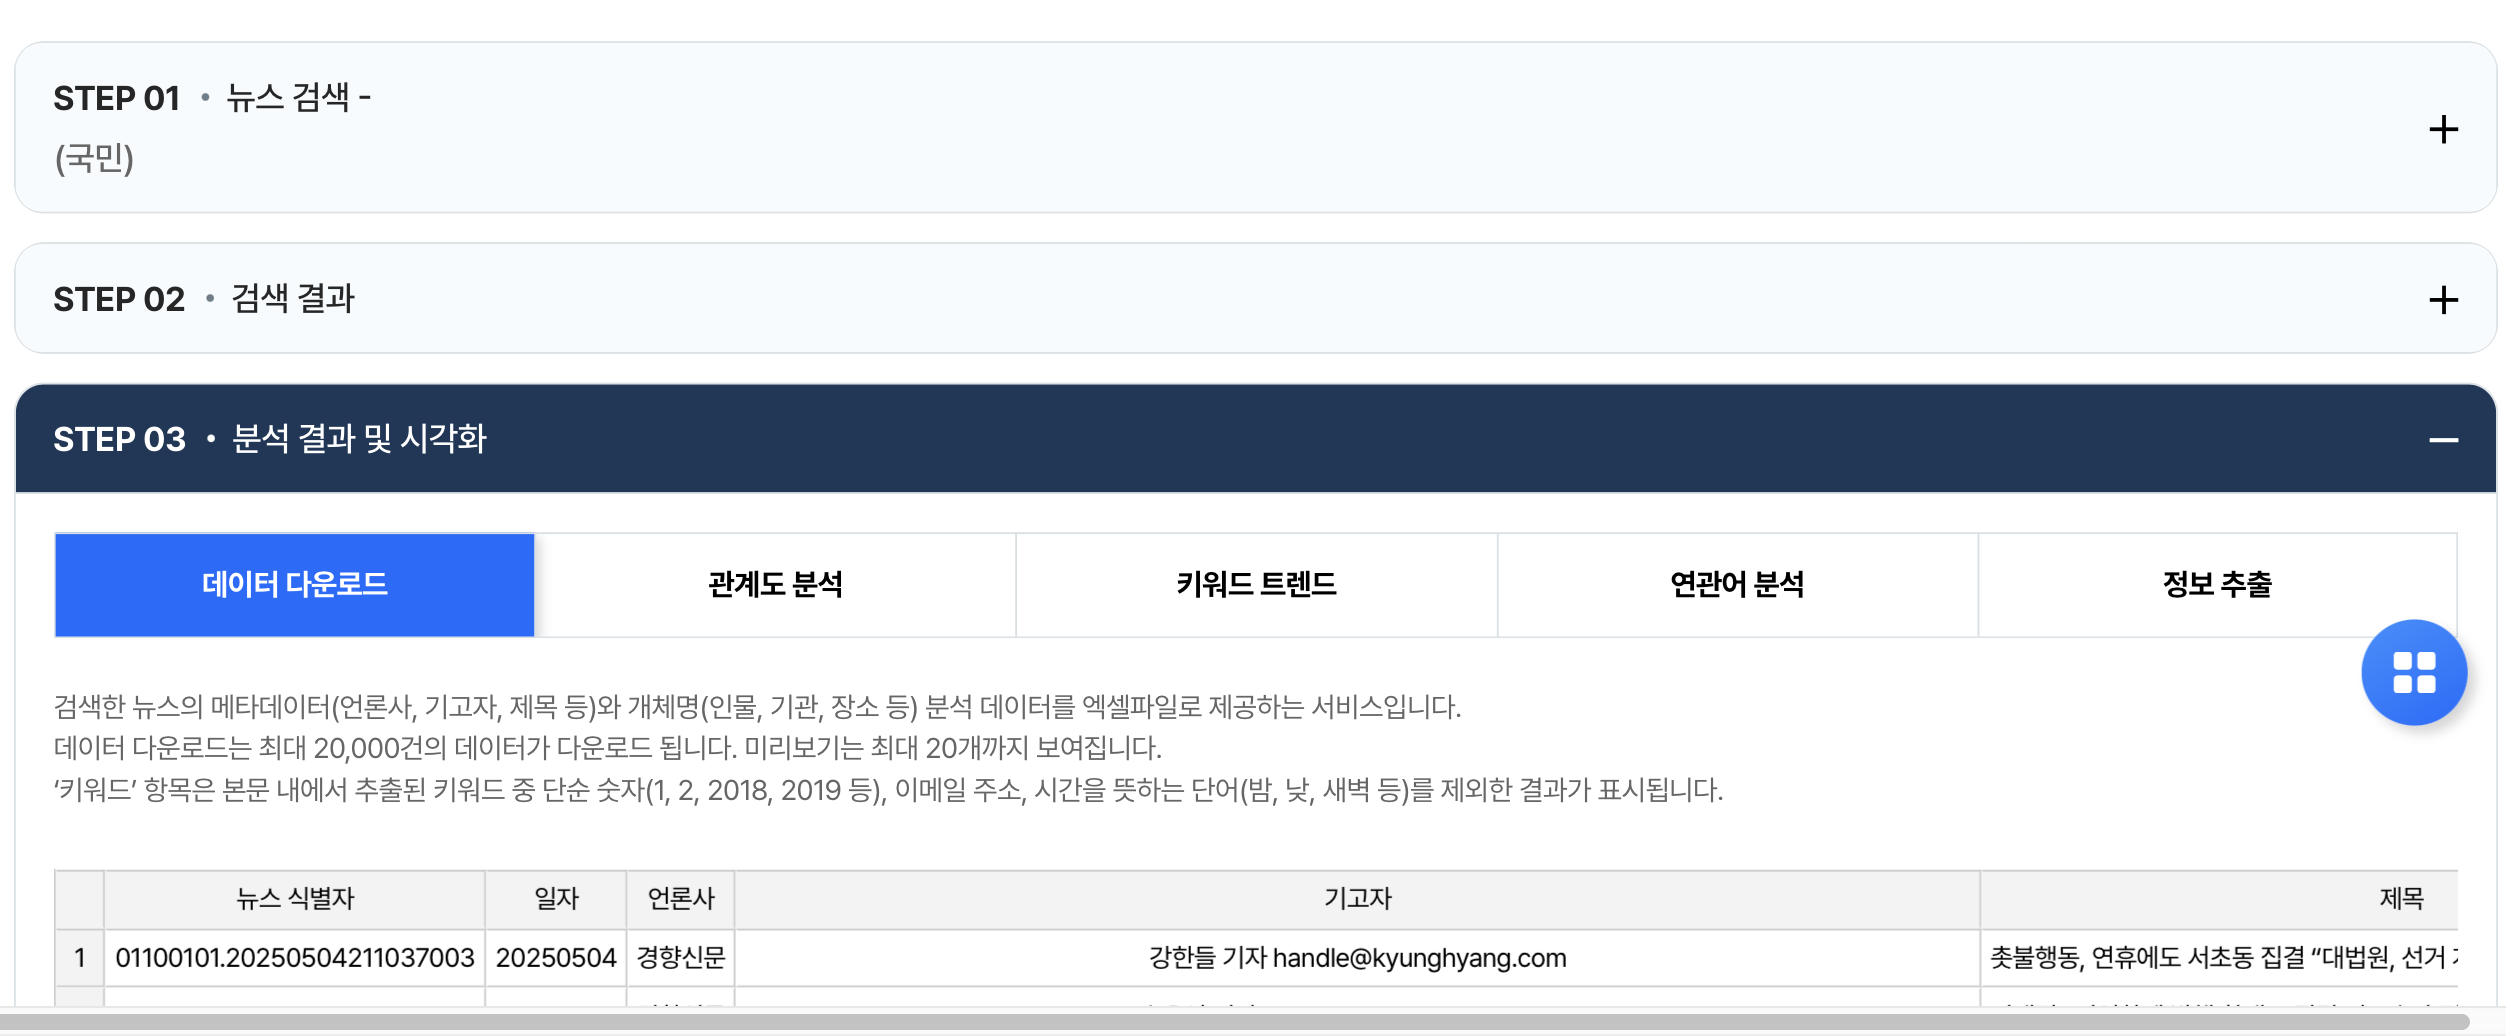 STEP 01 • 뉴스 검색 -
(국민)
STEP 02 • 검색 결과
STEP 03 • 분석 결과 및 시각화
데이터 다운로드 관계도 분석 키워드 트렌드 연관어 분석 정보 추출
검색한 뉴스의 메타데이터(언론사, 기고자, 제목 등)와 개체명(인물, 기관, 장소 등) 분석 데이터를 엑셀파일로 제공하는 서비스입니다.
데이터 다운로드는 최대 20,000건의 데이터가 다운로드 됩니다. 미리보기는 최대 20개까지 보여집니다.
‘키워드’ 항목은 본문 내에서 추출된 키워드 중 단순 숫자(1, 2, 2018, 2019 등), 이메일 주소, 시간을 뜻하는 단어(밤, 낮, 새벽 등)를 제외한 결과가 표시됩니다.
뉴스 식별자 일자 언론사 기고자 제목
1 01100101.20250504211037003 20250504 경향신문 강한들 기자 handle@kyunghyang.com 촛불행동, 연휴에도 서초동 집결 “대법원, 선거